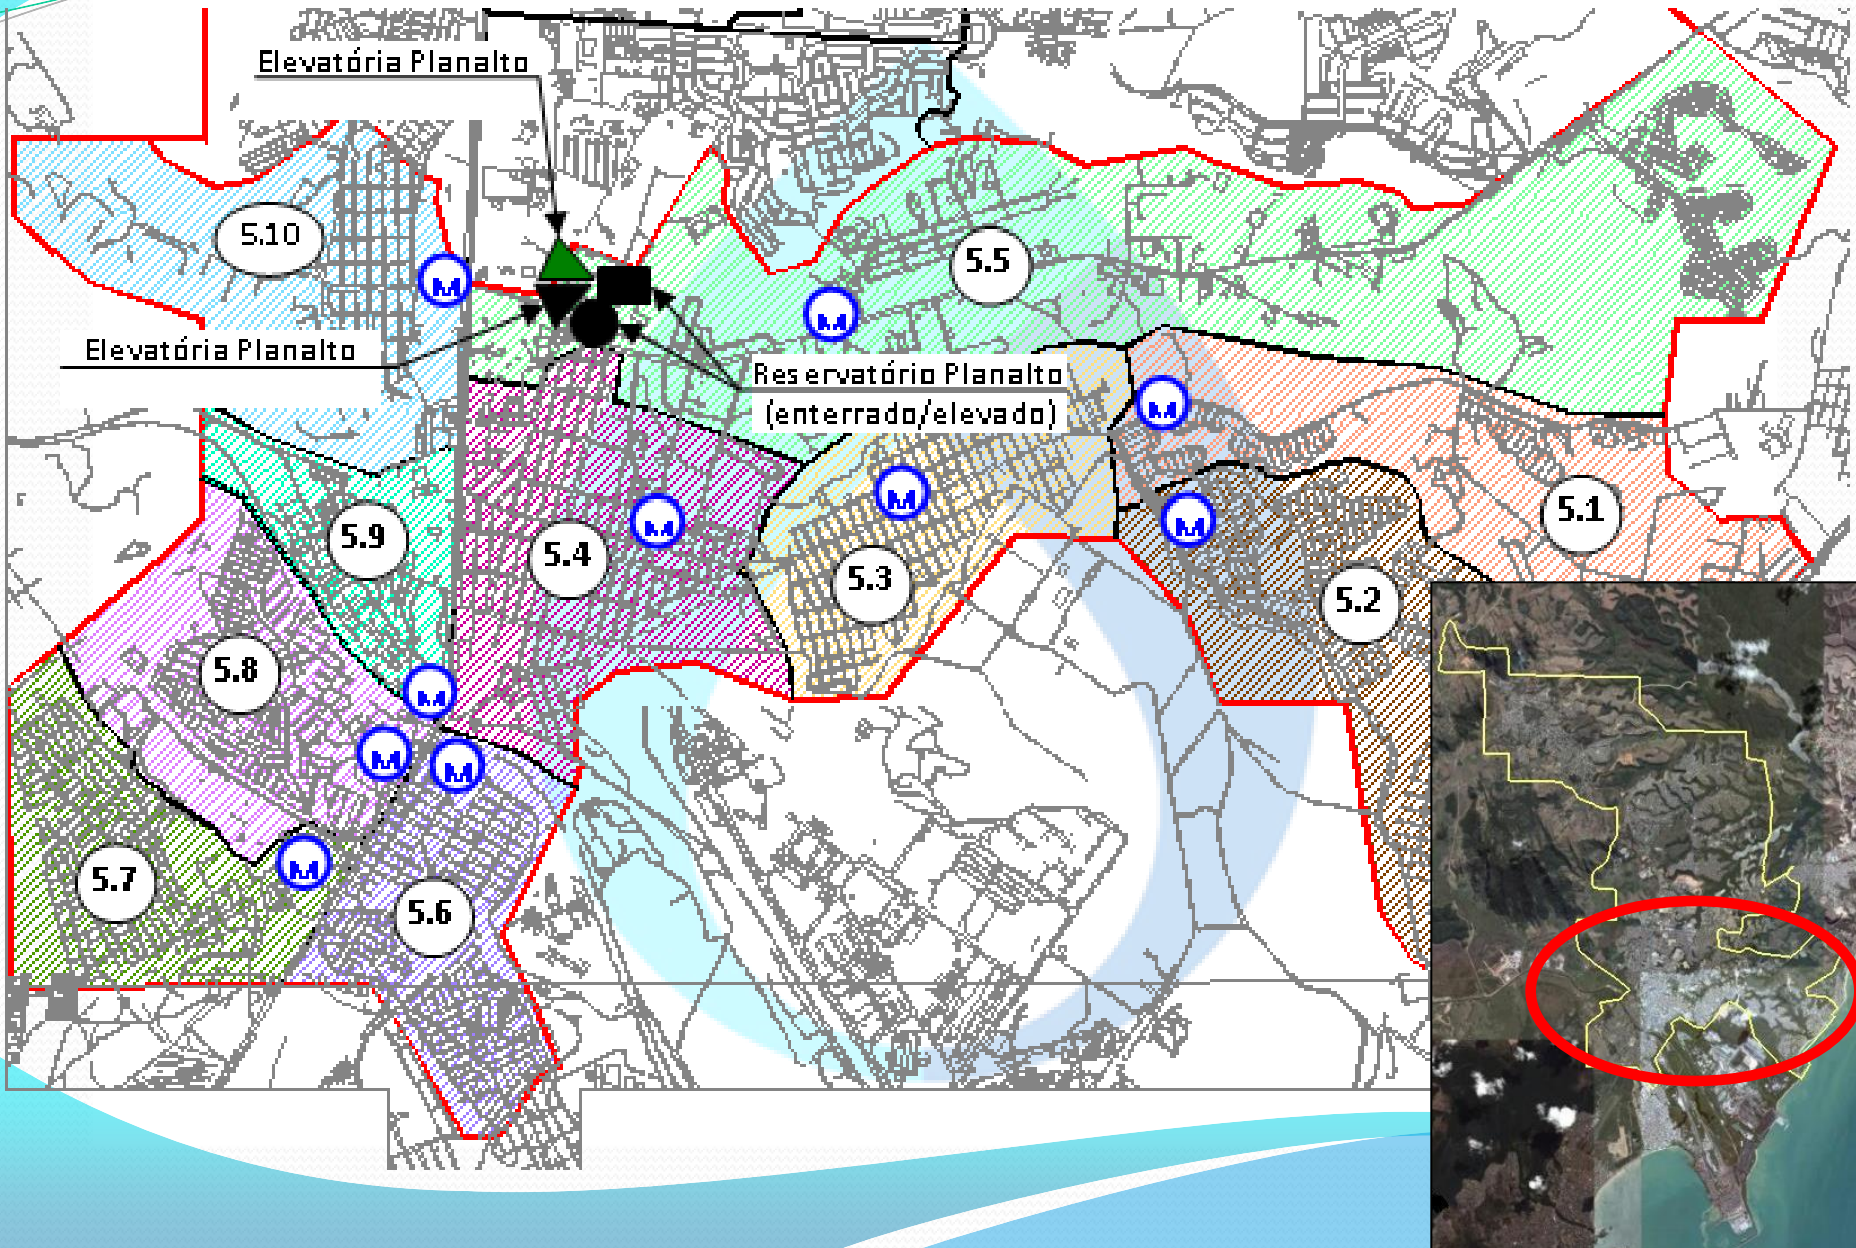 Elevatória Planalto
5.10
5.5
Elevatória Planalto
Reservatório Planalto
(enterrado/elevado)
M
M
M
M
M
M
5.9
5.4
5.3
5.1
5.2
5.8
M
M
M
M
5.7
5.6